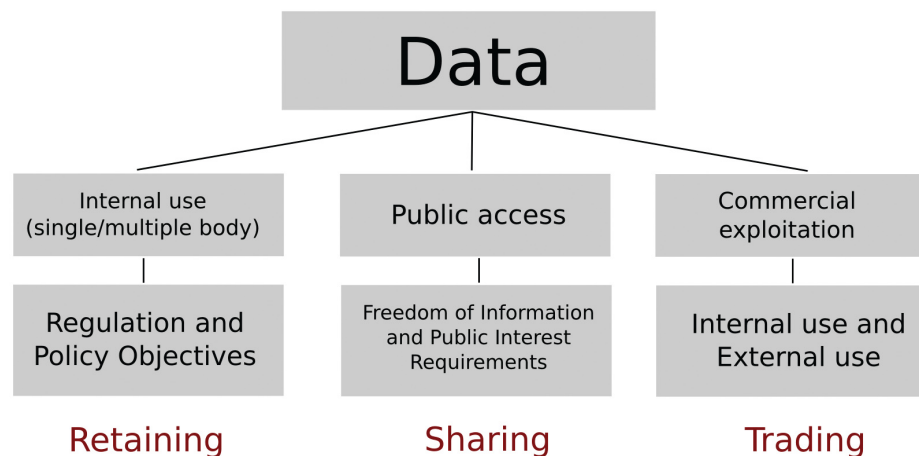 Data
Internal use
(single/multiple body)
Public access
Commercial
exploitation
Regulation and
Policy Objectives
Freedom of Information
and Public Interest
Requirements
Internal use and
External use
Retaining
Sharing
Trading